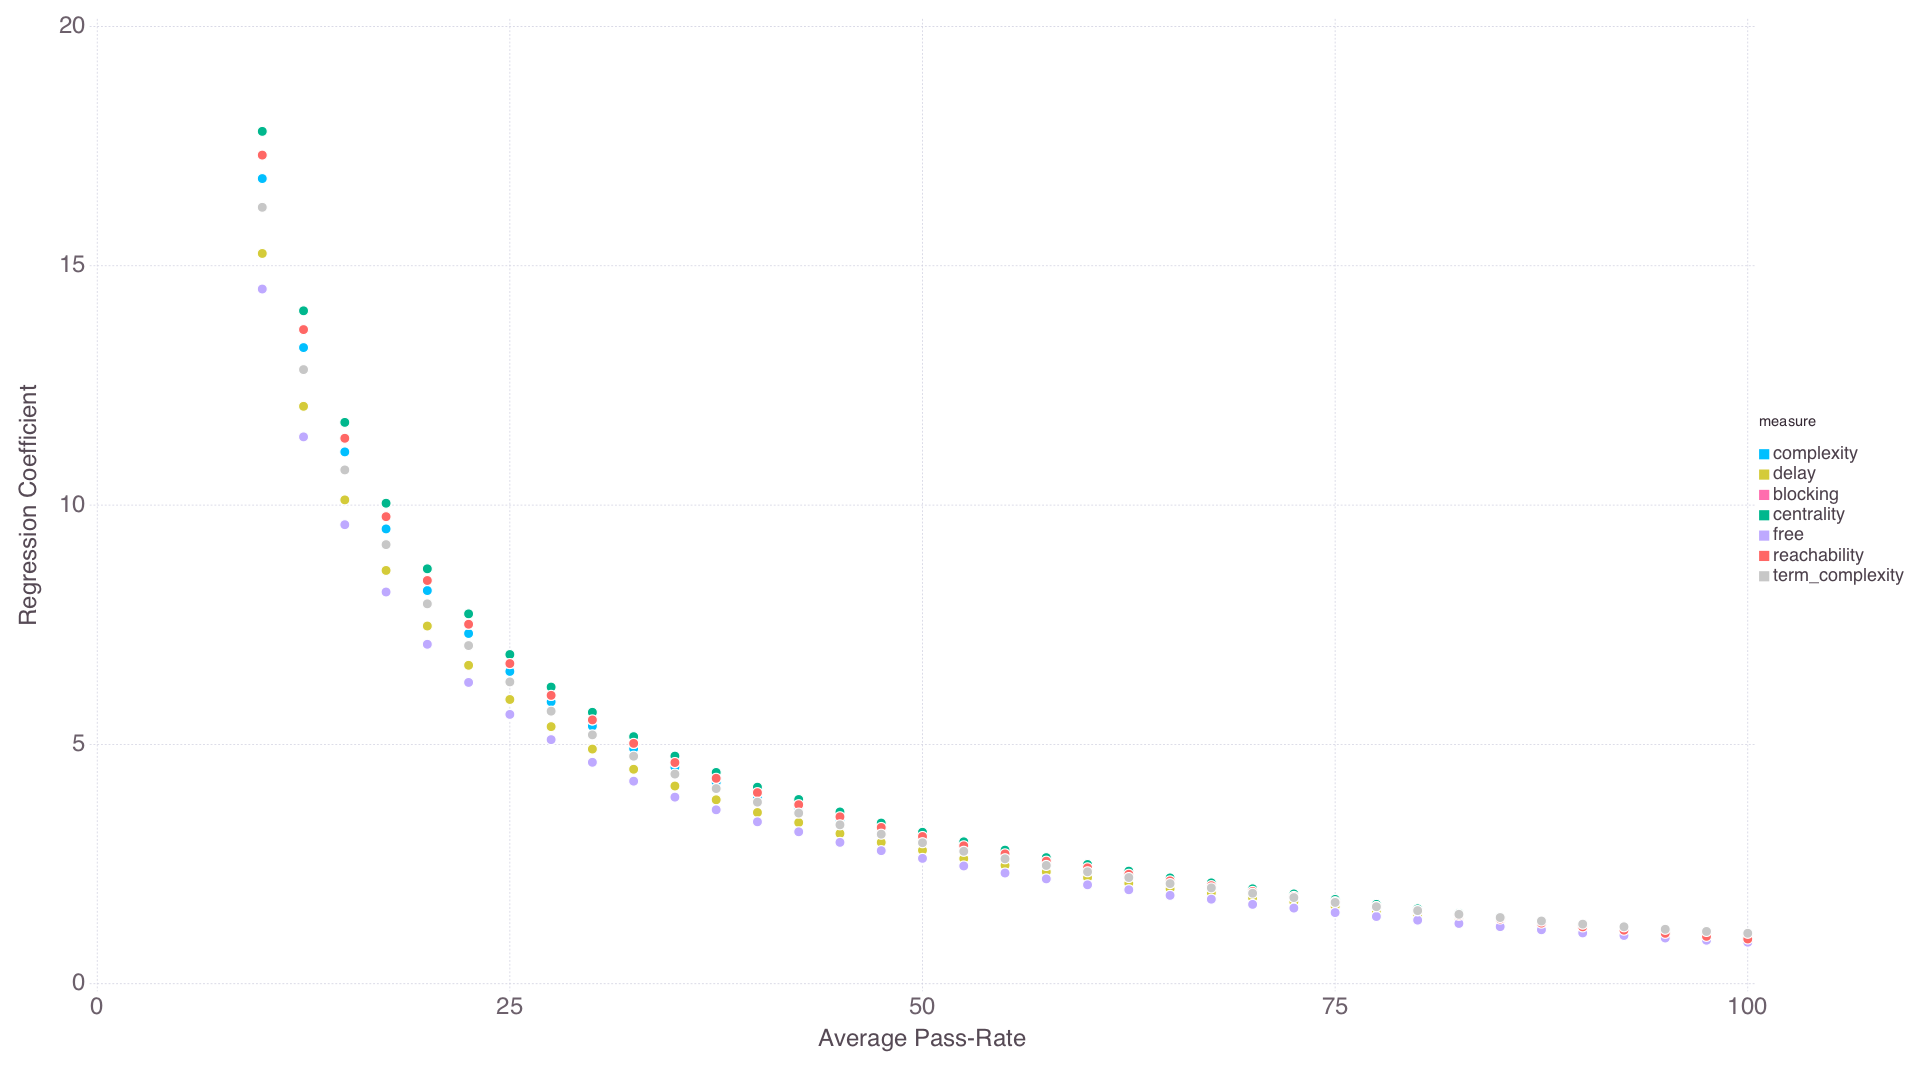 20
15
10
5
0
Regression Coefficient
0 25 50 75 100
Average Pass-Rate
measure
complexity
delay
blocking
centrality
free
reachability
term_complexity